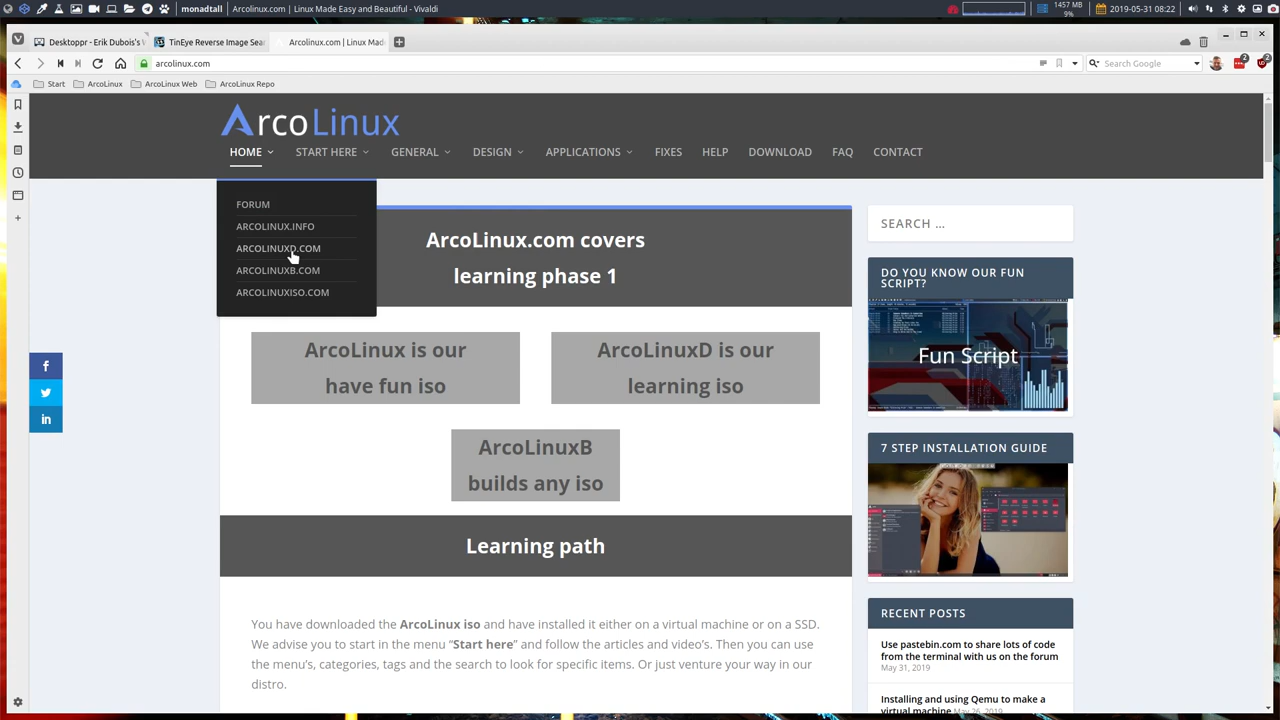 monadtall
Arcolinux.com | Linux Made Easy and Beautiful - Vivaldi
1457 MB
9%
2019-05-31 08:22
Desktoppr - Erik Dubois's
TinEye Reverse Image Sea
Arcolinux.com | Linux Mad
arcolinux.com
Search Google
2
2
Start
ArcoLinux
ArcoLinux Web
ArcoLinux Repo
ArcoLinux
HOME
START HERE
GENERAL
DESIGN
APPLICATIONS
FIXES
HELP
DOWNLOAD
FAQ
CONTACT
FORUM
ARCOLINUX.INFO
ARCOLINUXD.COM
ARCOLINUXB.COM
ARCOLINUXISO.COM
ArcoLinux.com covers
learning phase 1
ArcoLinux is our
have fun iso
ArcoLinuxD is our
learning iso
ArcoLinuxB
builds any iso
Learning path
You have downloaded the ArcoLinux iso and have installed it either on a virtual machine or on a SSD.
We advise you to start in the menu “Start here” and follow the articles and video’s. Then you can use
the menu’s, categories, tags and the search to look for specific items. Or just venture your way in our
distro.
SEARCH …
DO YOU KNOW OUR FUN
SCRIPT?
Fun Script
7 STEP INSTALLATION GUIDE
RECENT POSTS
Use pastebin.com to share lots of code
from the terminal with us on the forum
May 31, 2019
Installing and using Qemu to make a
virtual machine May 26, 2019
f
in